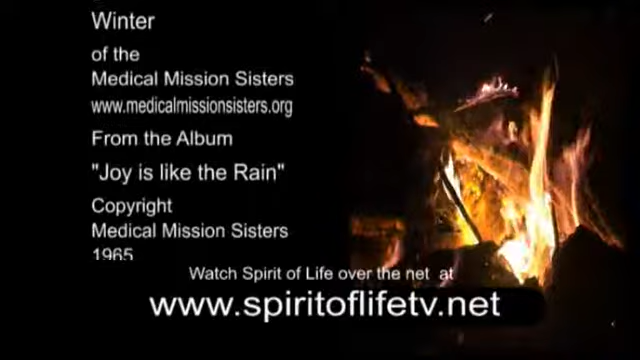 Winter
of the
Medical Mission Sisters
www.medicalmissionsisters.org
From the Album
"Joy is like the Rain"
Copyright
Medical Mission Sisters
1965
Watch Spirit of Life over the net at
www.spiritoflifetv.net